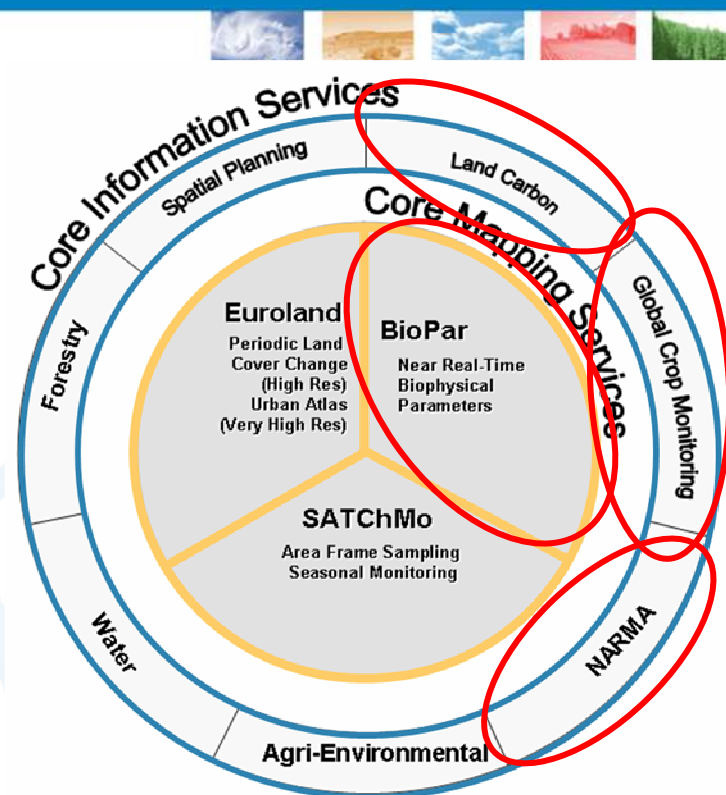 Core Information Services
Spatial Planning
Land Carbon
Core Mapping Services
Global Crop Monitoring
Forestry
Euroland
Periodic Land
Cover Change
(High Res)
Urban Atlas
(Very High Res)
BioPar
Near Real-Time
Biophysical
Parameters
SATChMo
Area Frame Sampling
Seasonal Monitoring
Water
NARMA
Agri-Environmental